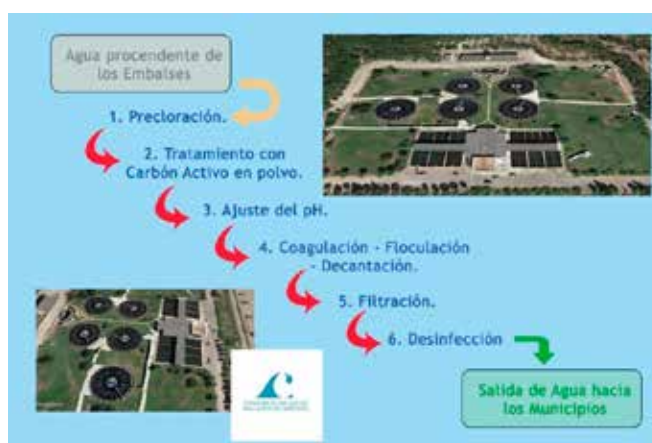 Agua procendente de
los Embalses
1. Precloración.
2. Tratamiento con
Carbón Activo en polvo.
3. Ajuste del pH.
4. Coagulación - Floculación
- Decantación.
5. Filtración.
6. Desinfección
Salida de Agua hacia
los Municipios